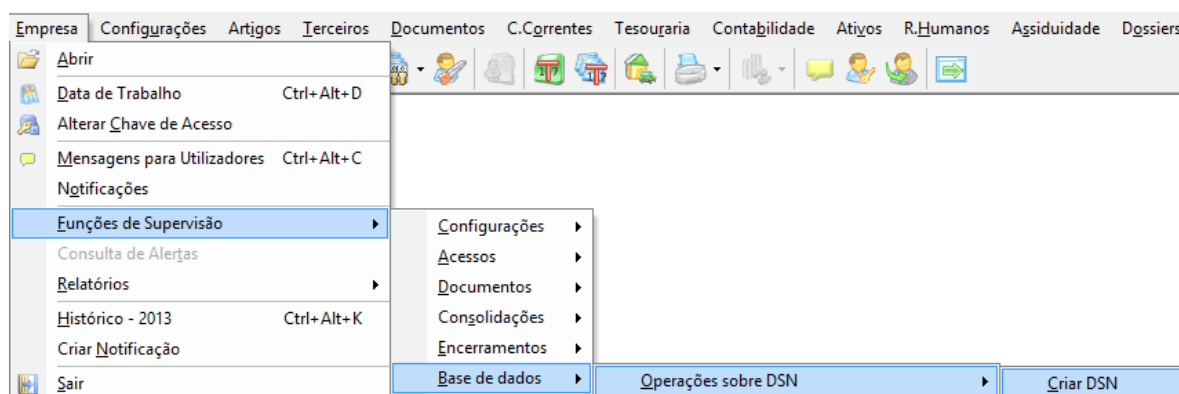 Empresa Configurações Artigos Terceiros Documentos C.Correntes Tesouraria Contabilidade Ativos R.Humanos Assiduidade Dossiers
Abrir
Data de Trabalho Ctrl+Alt+D
Alterar Chave de Acesso
Mensagens para Utilizadores Ctrl+Alt+C
Notificações
Funções de Supervisão
Consulta de Alertas
Relatórios
Histórico - 2013 Ctrl+Alt+K
Criar Notificação
Sair
Configurações
Acessos
Documentos
Consolidações
Encerramentos
Base de dados
Operações sobre DSN
Criar DSN